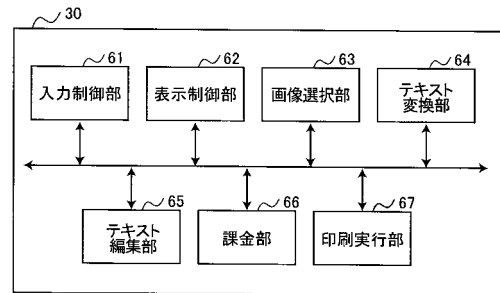 30
61
62
63
64
入力制御部
表示制御部
画像選択部
テキスト
変換部
65
66
67
テキスト
編集部
課金部
印刷実行部